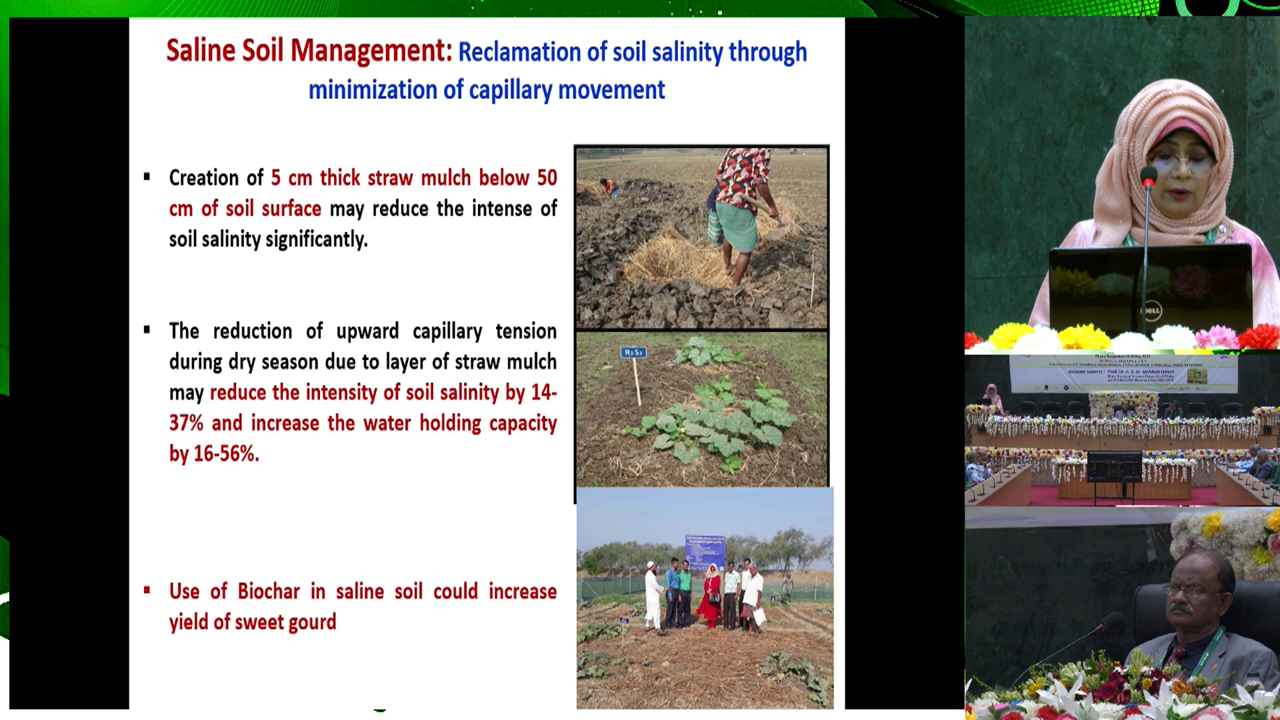 Saline Soil Management: Reclamation of soil salinity through
minimization of capillary movement
▪ Creation of 5 cm thick straw mulch below 50
cm of soil surface may reduce the intense of
soil salinity significantly.
▪ The reduction of upward capillary tension
during dry season due to layer of straw mulch
may reduce the intensity of soil salinity by 14-
37% and increase the water holding capacity
by 16-56%.
▪ Use of Biochar in saline soil could increase
yield of sweet gourd
DELL